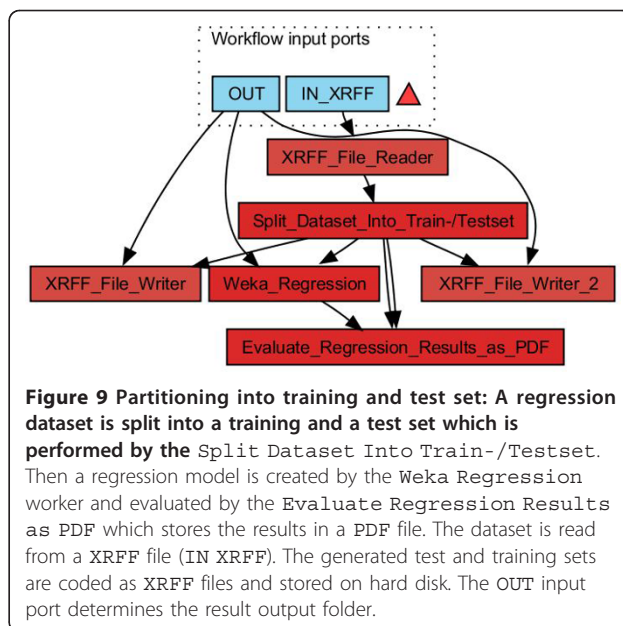 Workflow input ports
OUT IN_XRFF
XRFF_File_Reader
Split_Dataset_Into_Train-/Testset
XRFF_File_Writer Weka_Regression XRFF_File_Writer_2
Evaluate_Regression_Results_as_PDF
Figure 9 Partitioning into training and test set: A regression
dataset is split into a training and a test set which is
performed by the Split Dataset Into Train-/Testset.
Then a regression model is created by the Weka Regression
worker and evaluated by the Evaluate Regression Results
as PDF which stores the results in a PDF file. The dataset is read
from a XRFF file (IN XRFF). The generated test and training sets
are coded as XRFF files and stored on hard disk. The OUT input
port determines the result output folder.